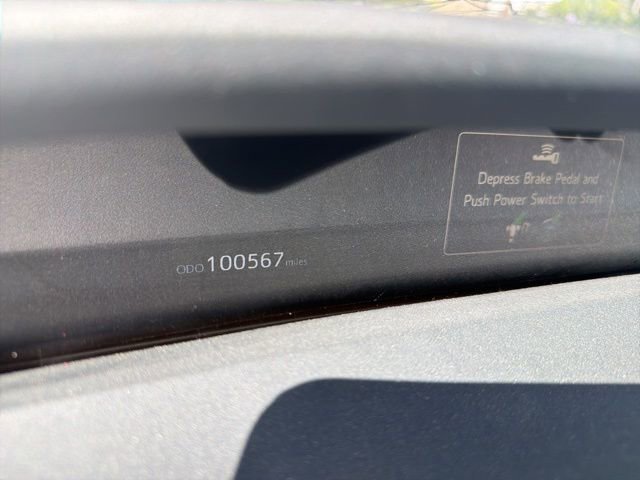 Depress Brake Pedal and
Push Power Switch to Start
ODO 100567 miles